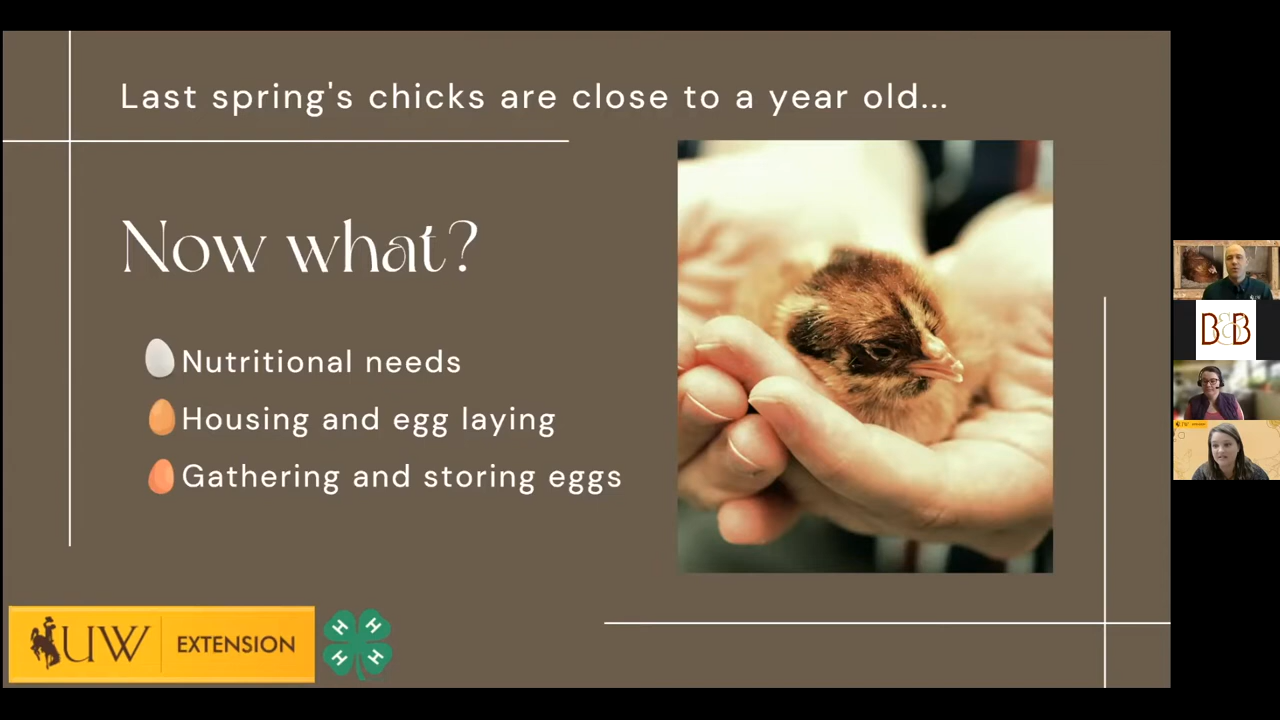 Last spring's chicks are close to a year old...
Now what?
Nutritional needs
Housing and egg laying
Gathering and storing eggs
UW EXTENSION
H H
H H
B&B
UW